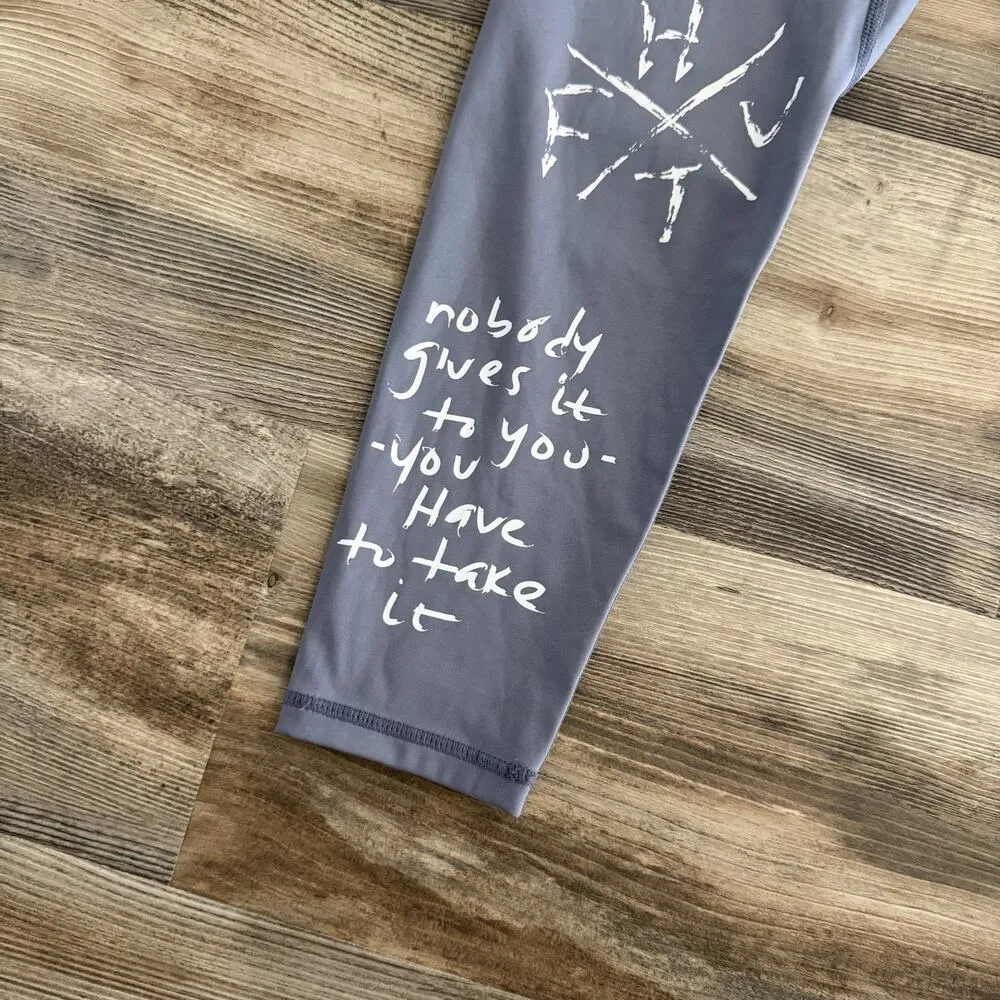 H
F J
T
nobody
gives it
to you-
-you
Have
to take
it